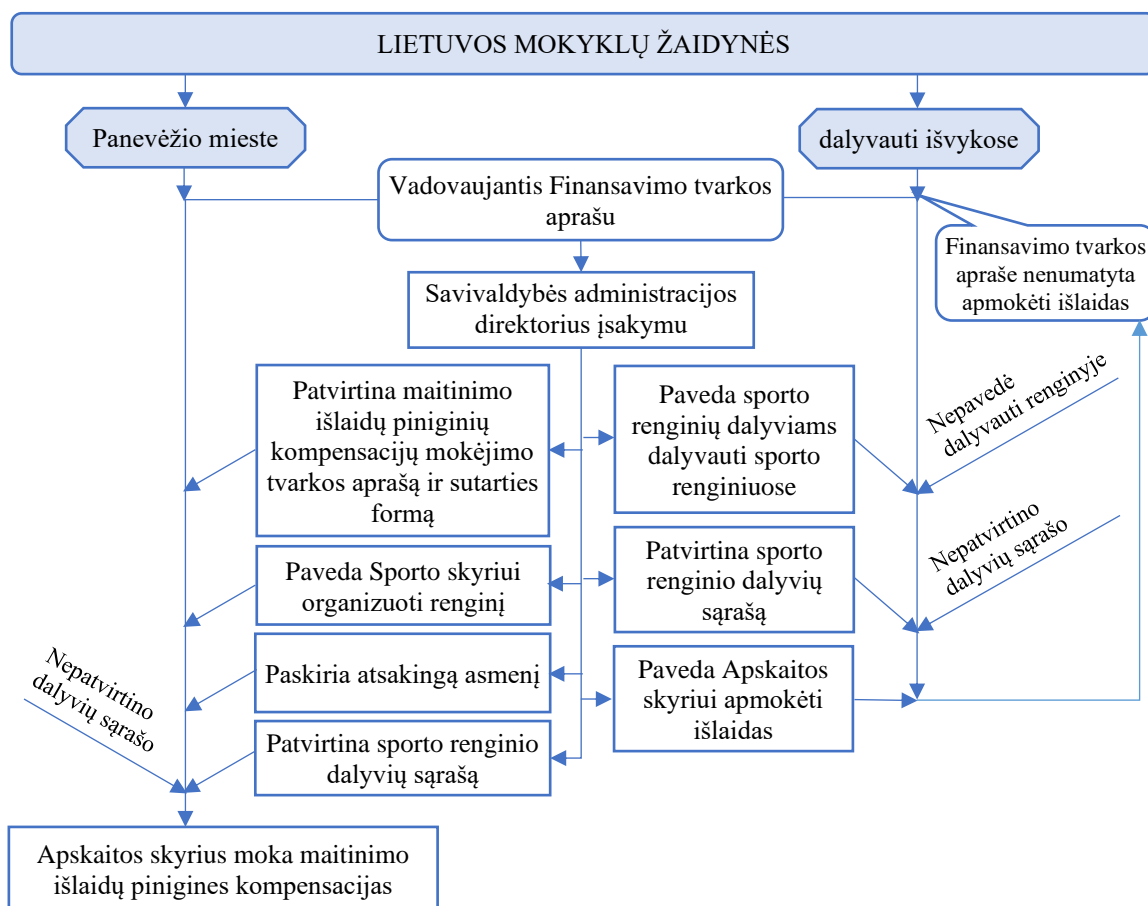 LIETUVOS MOKYKLŲ ŽAIDYNĖS
Panevėžio mieste
dalyvauti išvykose
Vadovaujantis Finansavimo tvarkos
aprašu
Finansavimo tvarkos
apraše nenumatyta
apmokėti išlaidas
Savivaldybės administracijos
direktorius įsakymu
Patvirtina maitinimo
išlaidų piniginių
kompensacijų mokėjimo
tvarkos aprašą ir sutarties
formą
Paveda sporto
renginių dalyviams
dalyvauti sporto
renginiuose
Nepavedė
dalyvauti renginyje
Paveda Sporto skyriui
organizuoti renginį
Patvirtina sporto
renginio dalyvių
sąrašą
Nepatvirtino
dalyvių sąrašo
Nepatvirtino
dalyvių sąrašo
Paskiria atsakingą asmenį
Paveda Apskaitos
skyriui apmokėti
išlaidas
Patvirtina sporto renginio
dalyvių sąrašą
Apskaitos skyrius moka maitinimo
išlaidų pinigines kompensacijas